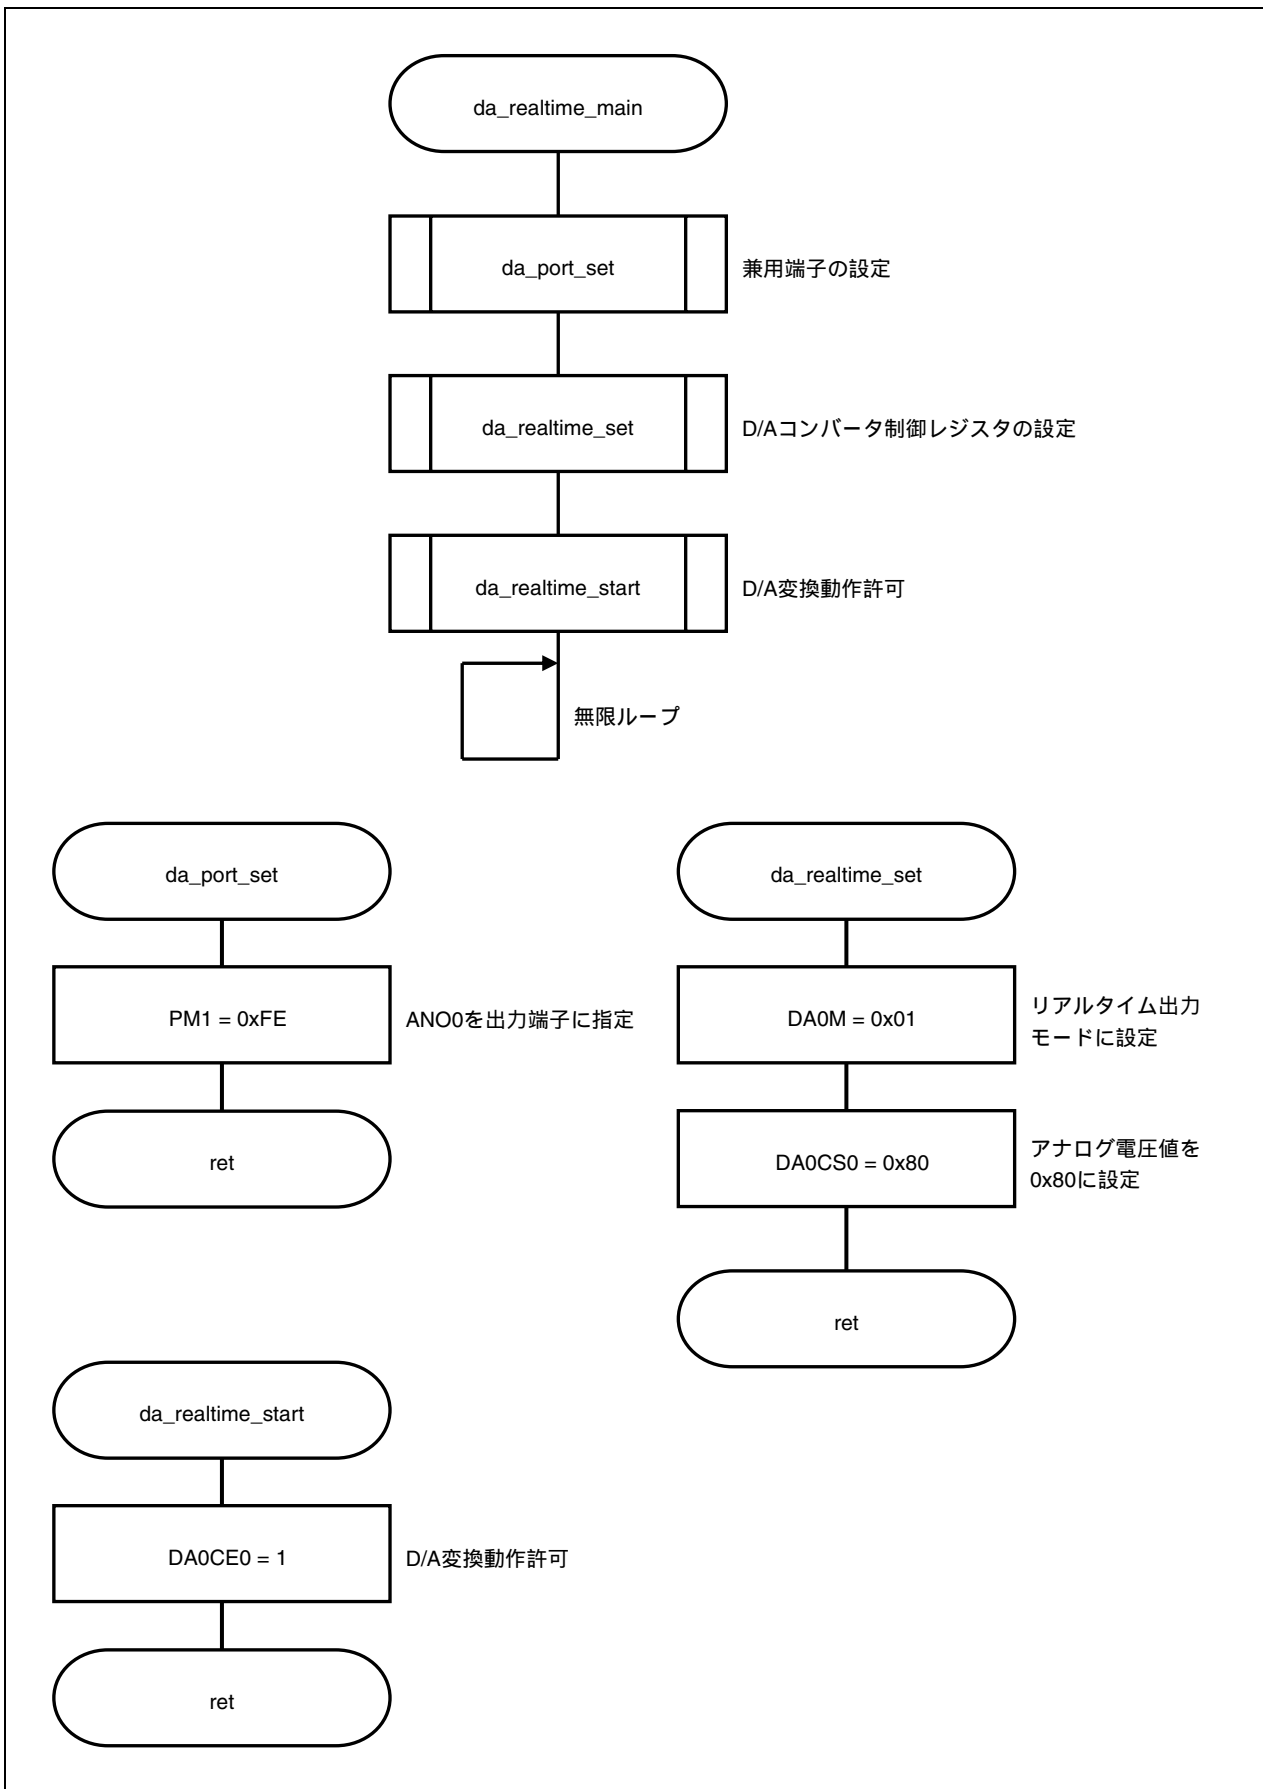 da_realtime_main
da_port_set
兼用端子の設定
da_realtime_set
D/Aコンバータ制御レジスタの設定
da_realtime_start
D/A変換動作許可
無限ループ
da_port_set
PM1 = 0xFE
ANO0を出力端子に指定
ret
da_realtime_set
DA0M = 0x01
リアルタイム出力
モードに設定
DA0CS0 = 0x80
アナログ電圧値を
0x80に設定
ret
da_realtime_start
DA0CE0 = 1
D/A変換動作許可
ret